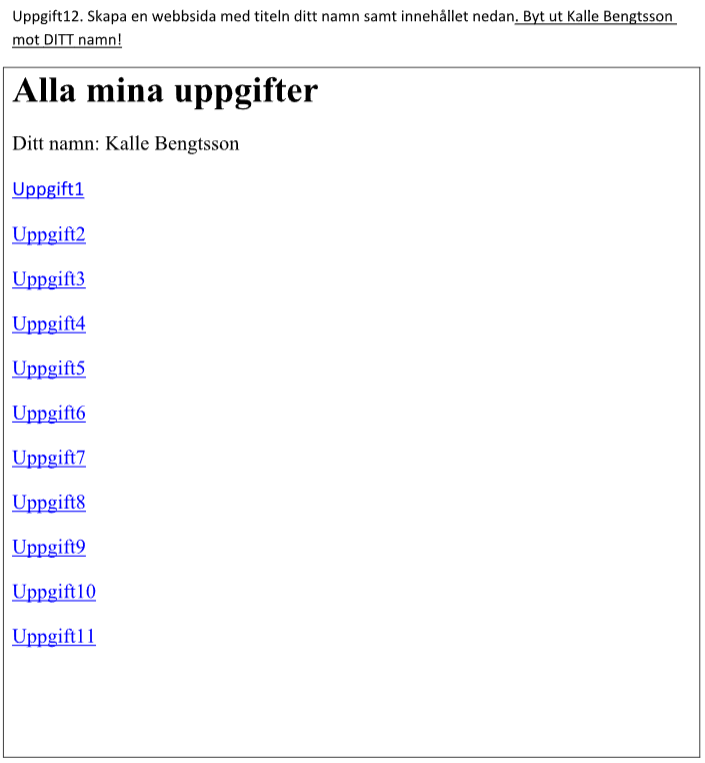 Uppgift12. Skapa en webbsida med titeln ditt namn samt innehållet nedan. Byt ut Kalle Bengtsson
mot DITT namn!
Alla mina uppgifter
Ditt namn: Kalle Bengtsson
Uppgift1
Uppgift2
Uppgift3
Uppgift4
Uppgift5
Uppgift6
Uppgift7
Uppgift8
Uppgift9
Uppgift10
Uppgift11